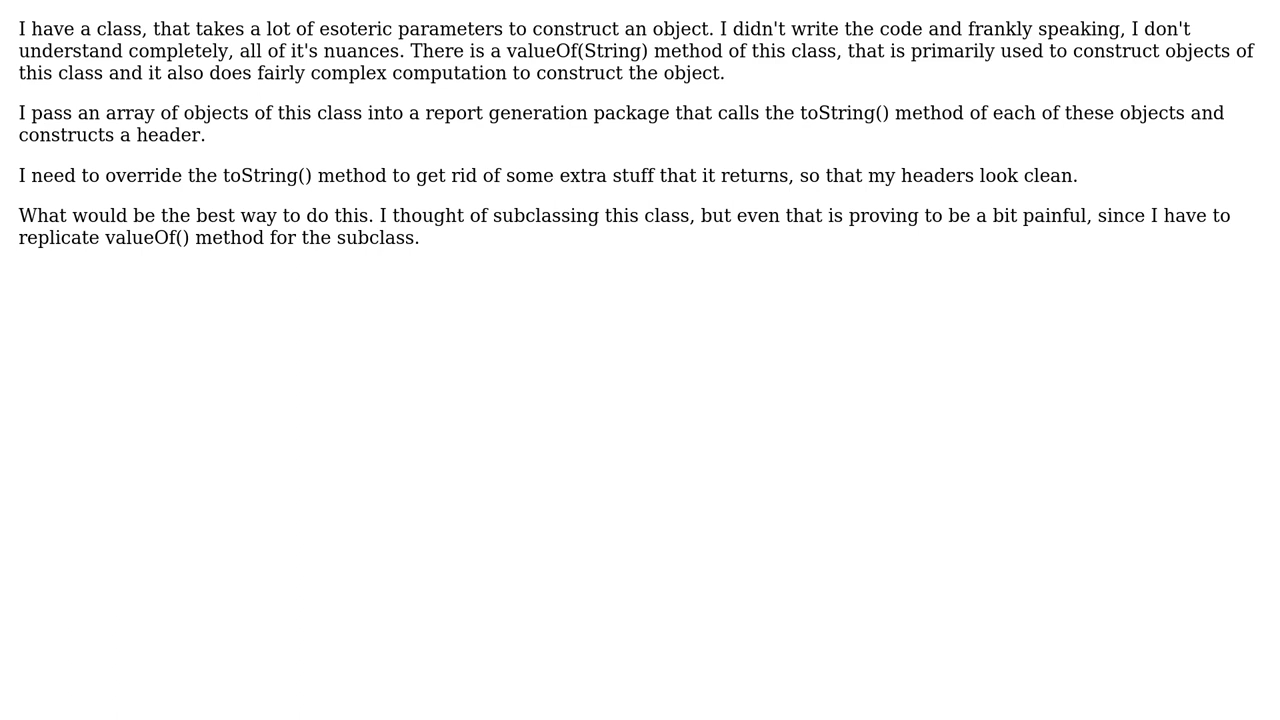 I have a class, that takes a lot of esoteric parameters to construct an object. I didn't write the code and frankly speaking, I don't
understand completely, all of it's nuances. There is a valueOf(String) method of this class, that is primarily used to construct objects of
this class and it also does fairly complex computation to construct the object.
I pass an array of objects of this class into a report generation package that calls the toString() method of each of these objects and
constructs a header.
I need to override the toString() method to get rid of some extra stuff that it returns, so that my headers look clean.
What would be the best way to do this. I thought of subclassing this class, but even that is proving to be a bit painful, since I have to
replicate valueOf() method for the subclass.